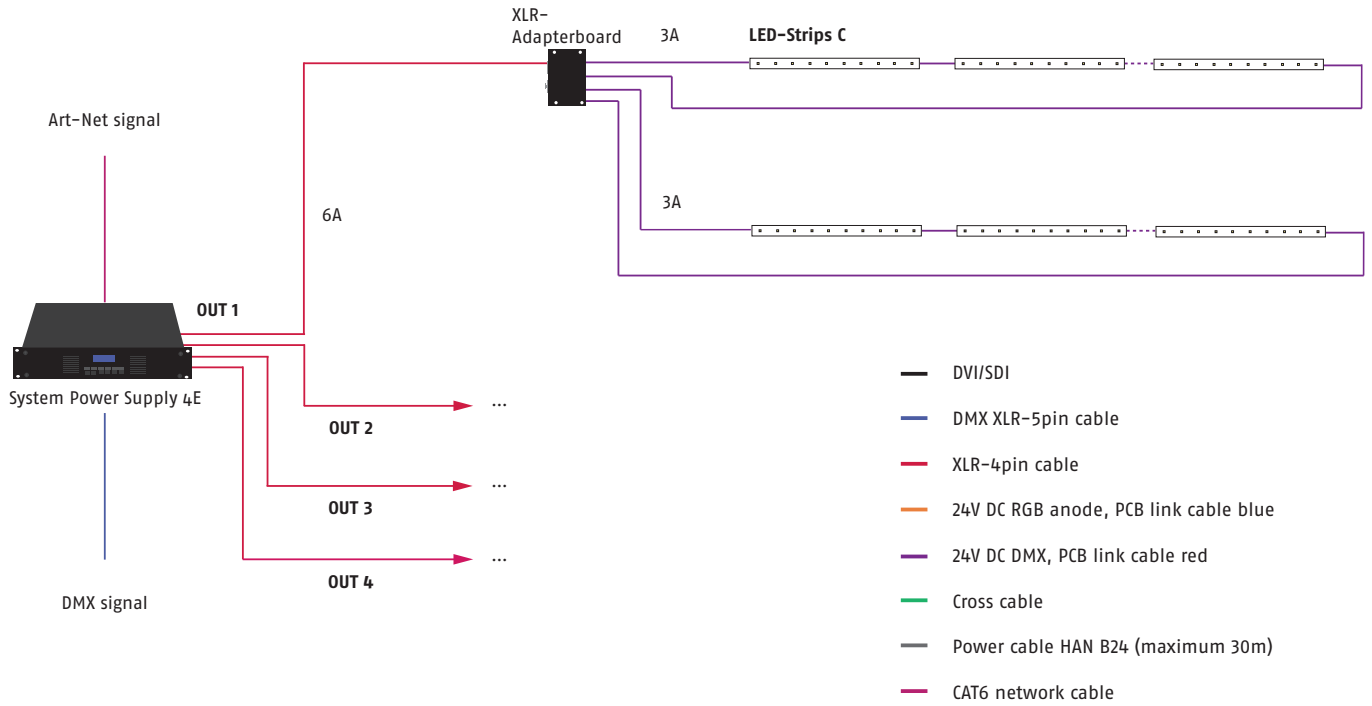 XLR-
Adapterboard
3A
LED-Strips C
Art-Net signal
6A
3A
OUT 1
System Power Supply 4E
...
OUT 2
...
OUT 3
...
OUT 4
DMX signal
DVI/SDI
DMX XLR-5pin cable
XLR-4pin cable
24V DC RGB anode, PCB link cable blue
24V DC DMX, PCB link cable red
Cross cable
Power cable HAN B24 (maximum 30m)
CAT6 network cable